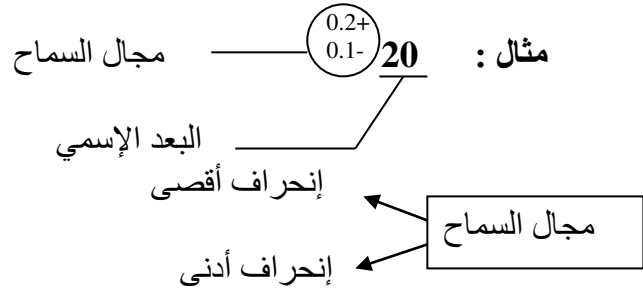 مثال : 20 0.2+
0.1- مجال السماح
البعد الإسمي
إنحراف أقصى
مجال السماح
إنحراف أدنى